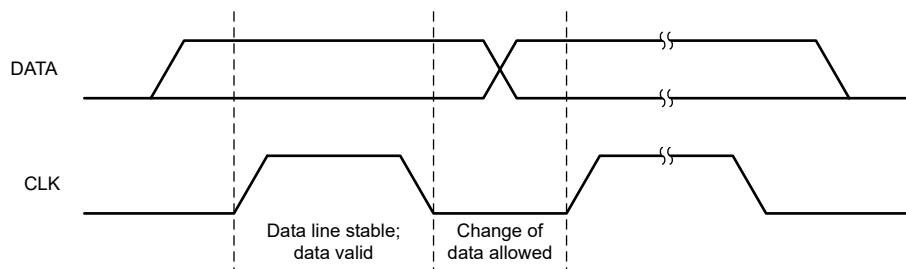 DATA
CLK
Data line stable;
data valid
Change of
data allowed